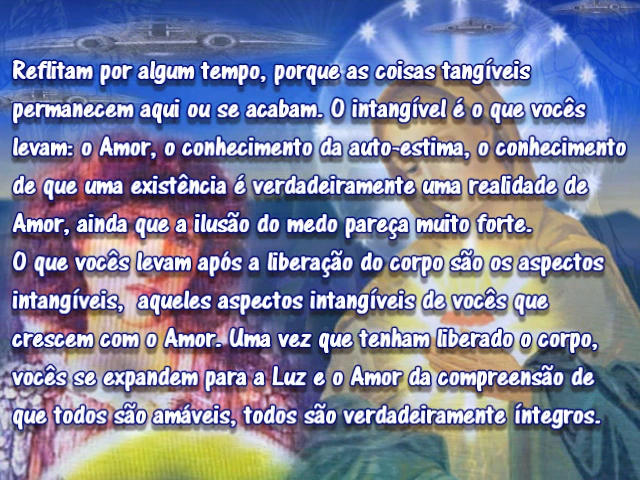 Reflitam por algum tempo, porque as coisas tangíveis
permanecem aqui ou se acabam. O intangível é o que vocês
levam: o Amor, o conhecimento da auto-estima, o conhecimento
de que uma existência é verdadeiramente uma realidade de
Amor, ainda que a ilusão do medo pareça muito forte.
O que vocês levam após a liberação do corpo são os aspectos
intangíveis, aqueles aspectos intangíveis de vocês que
crescem com o Amor. Uma vez que tenham liberado o corpo,
vocês se expandem para a Luz e o Amor da compreensão de
que todos são amáveis, todos são verdadeiramente íntegros.